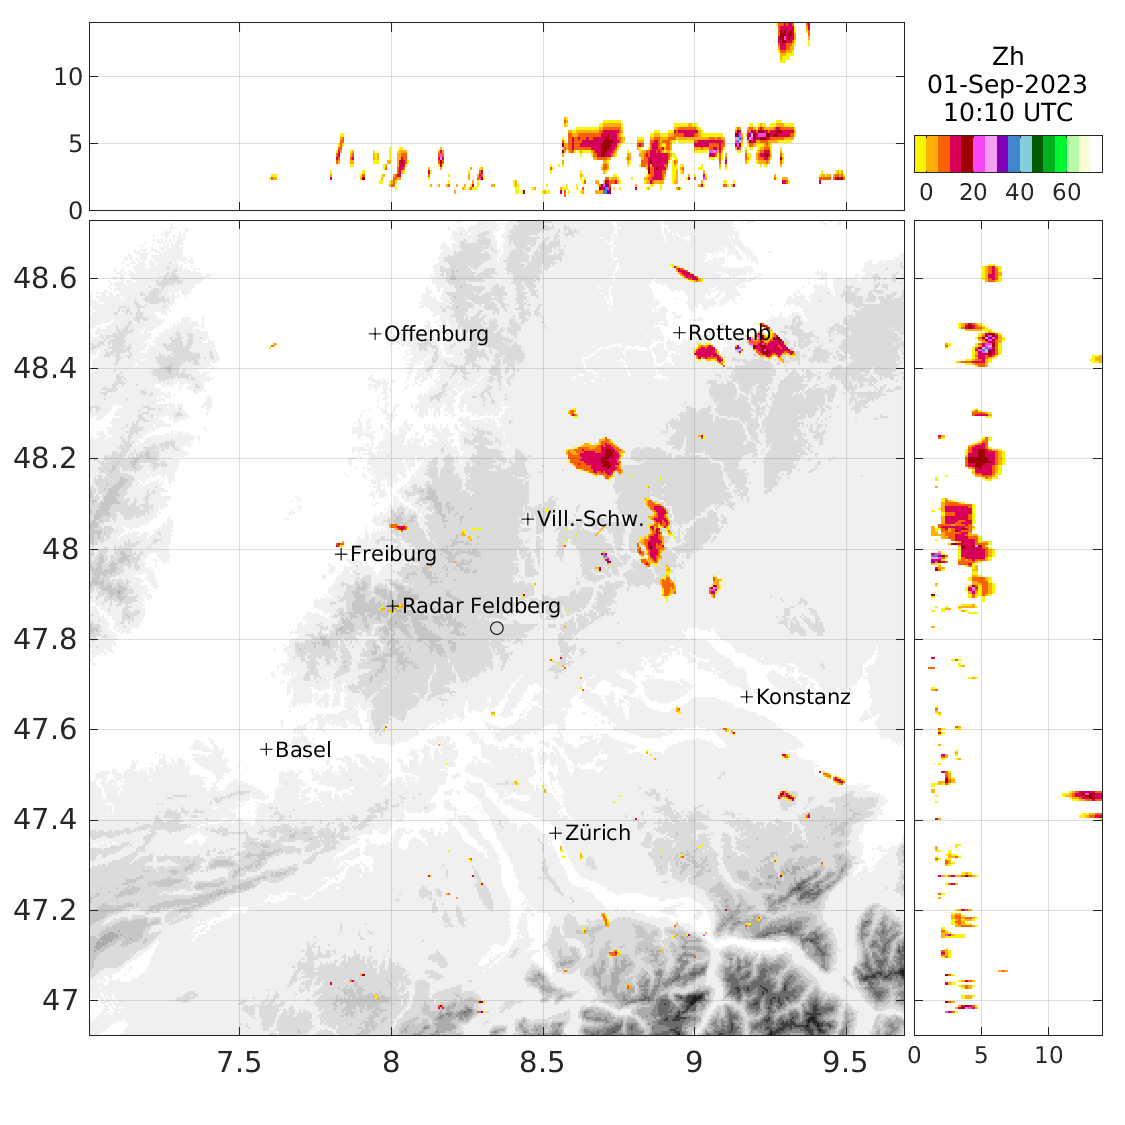 Zh
01-Sep-2023
10:10 UTC
0 20 40 60
10
5
0
48.6
48.4
48.2
48
47.8
47.6
47.4
47.2
47
+Offenburg
+Rottenb
+Vill.-Schw.
+Freiburg
+Radar Feldberg
+Konstanz
+Basel
+Zürich
7.5 8 8.5 9 9.5
0 5 10